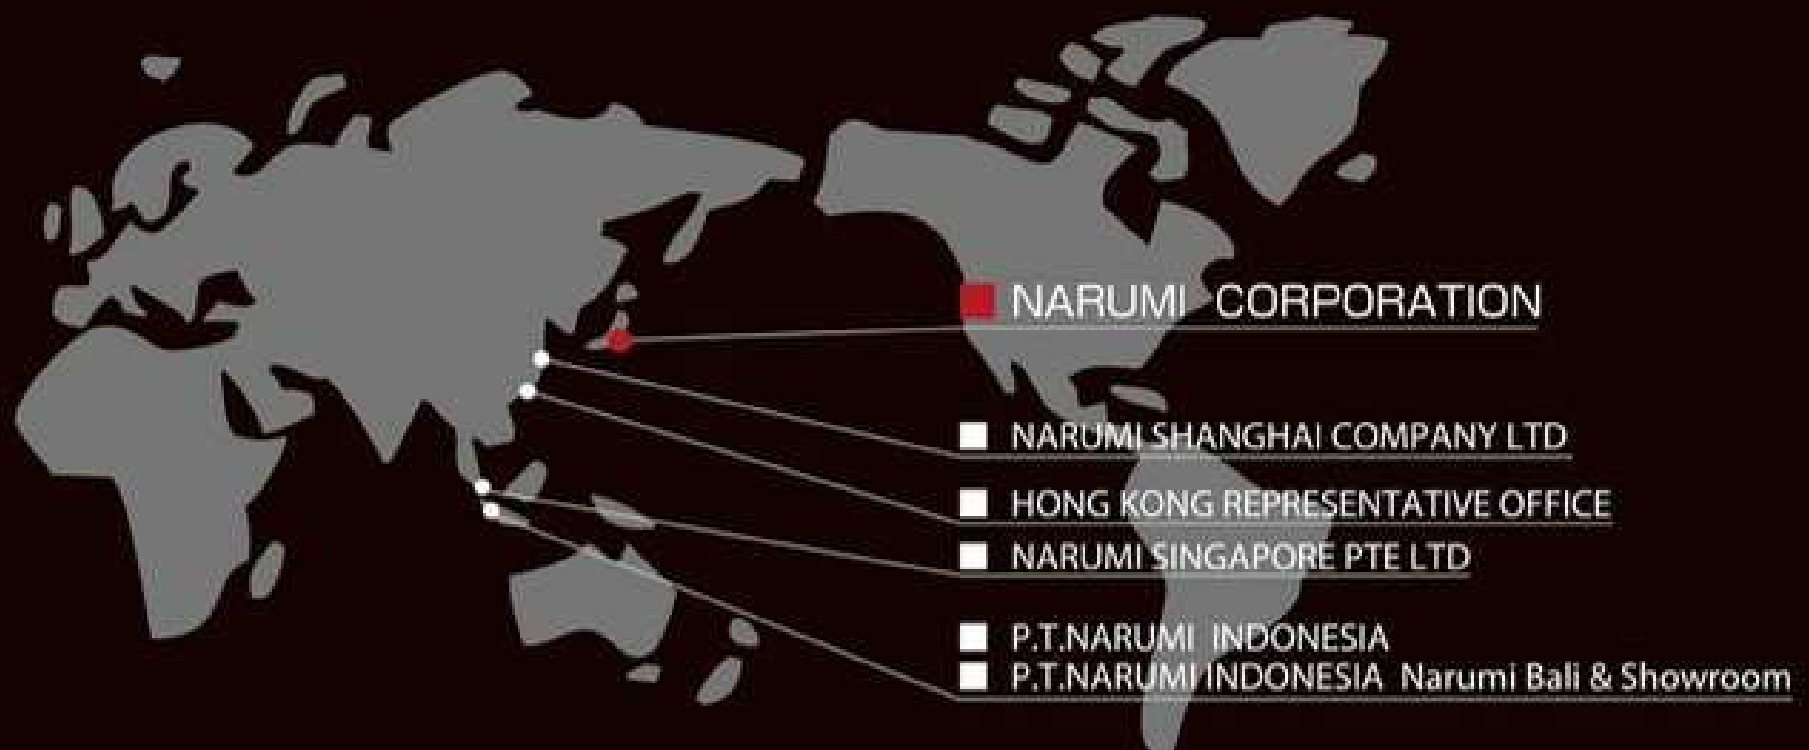 NARUMI CORPORATION
NARUMI SHANGHAI COMPANY LTD
HONG KONG REPRESENTATIVE OFFICE
NARUMI SINGAPORE PTE LTD
P.T.NARUMI INDONESIA
P.T.NARUMI INDONESIA Narumi Bali & Showroom